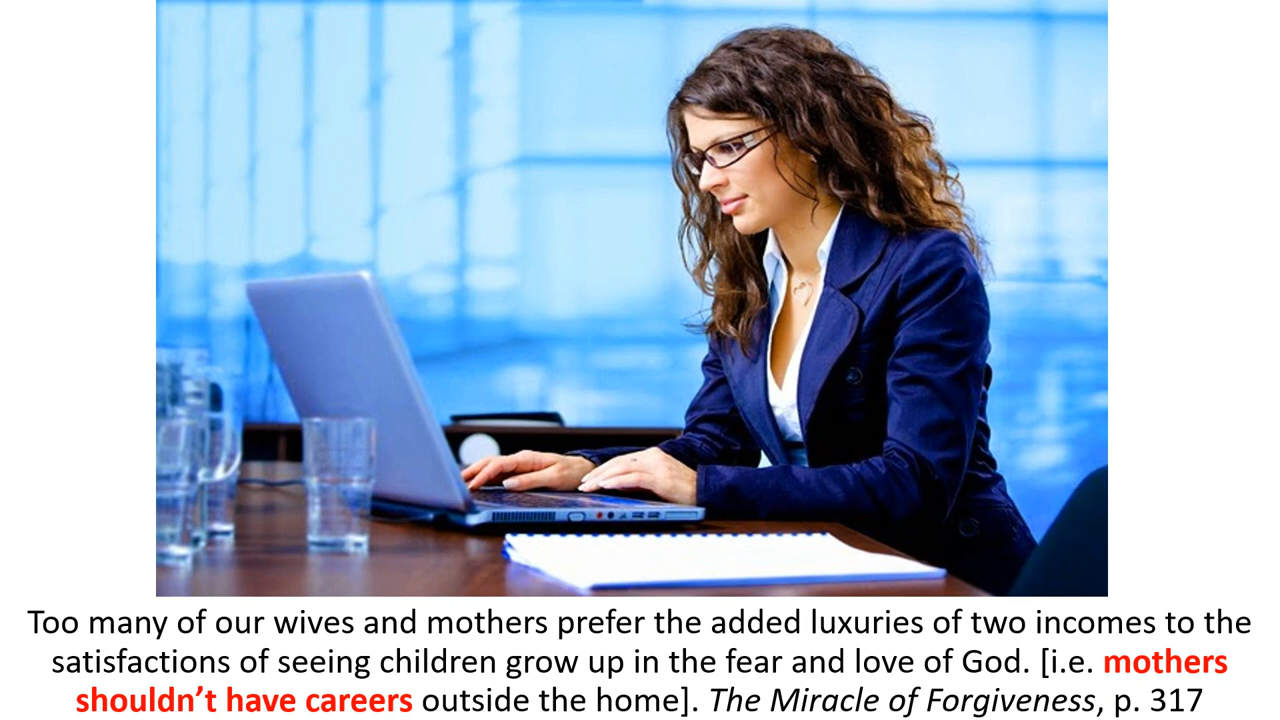 Too many of our wives and mothers prefer the added luxuries of two incomes to the
satisfactions of seeing children grow up in the fear and love of God. [i.e. mothers
shouldn’t have careers outside the home]. The Miracle of Forgiveness, p. 317